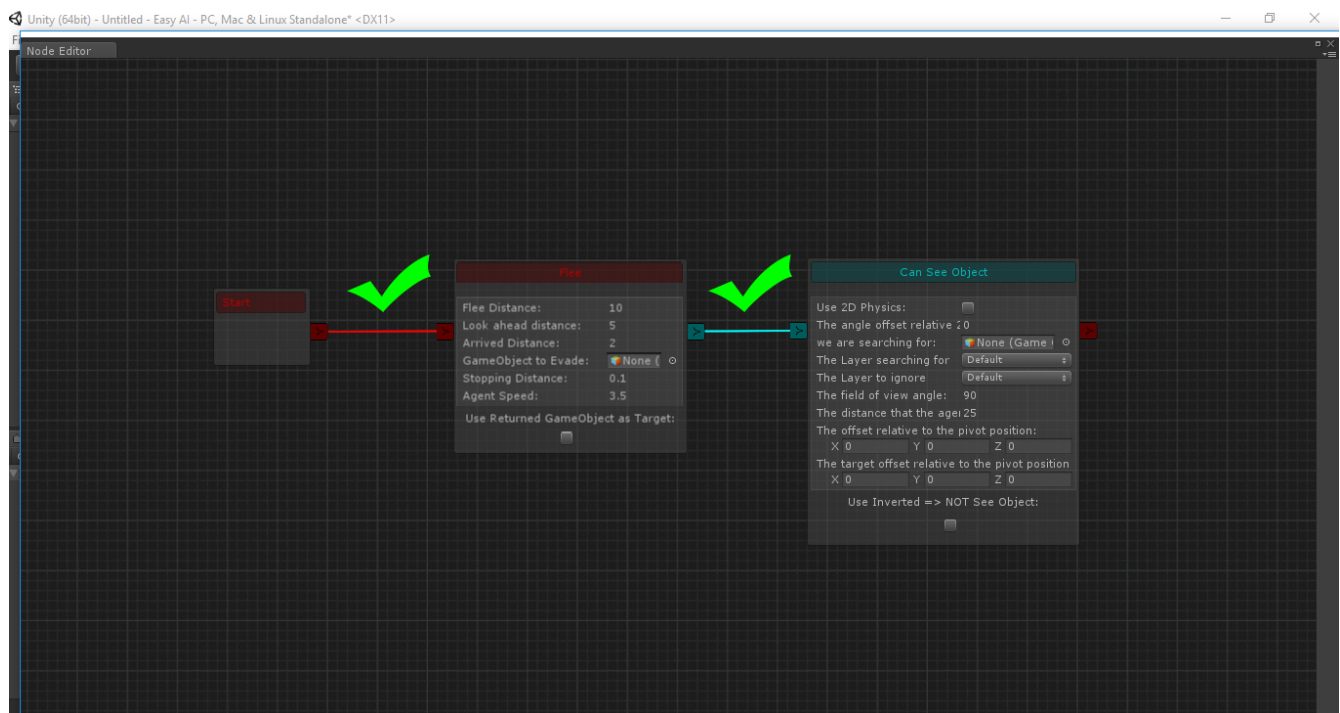 Unity (64bit) - Untitled - Easy AI - PC, Mac & Linux Standalone* <DX11>
Node Editor
Start
Flee
Flee Distance: 10
Look ahead distance: 5
Arrived Distance: 2
GameObject to Evade: None (
Stopping Distance: 0.1
Agent Speed: 3.5
Use Returned GameObject as Target:
Can See Object
Use 2D Physics:
The angle offset relative 2 0
we are searching for: None (Game
The Layer searching for Default
The Layer to ignore Default
The field of view angle: 90
The distance that the age 25
The offset relative to the pivot position:
X 0 Y 0 Z 0
The target offset relative to the pivot position
X 0 Y 0 Z 0
Use Inverted => NOT See Object: